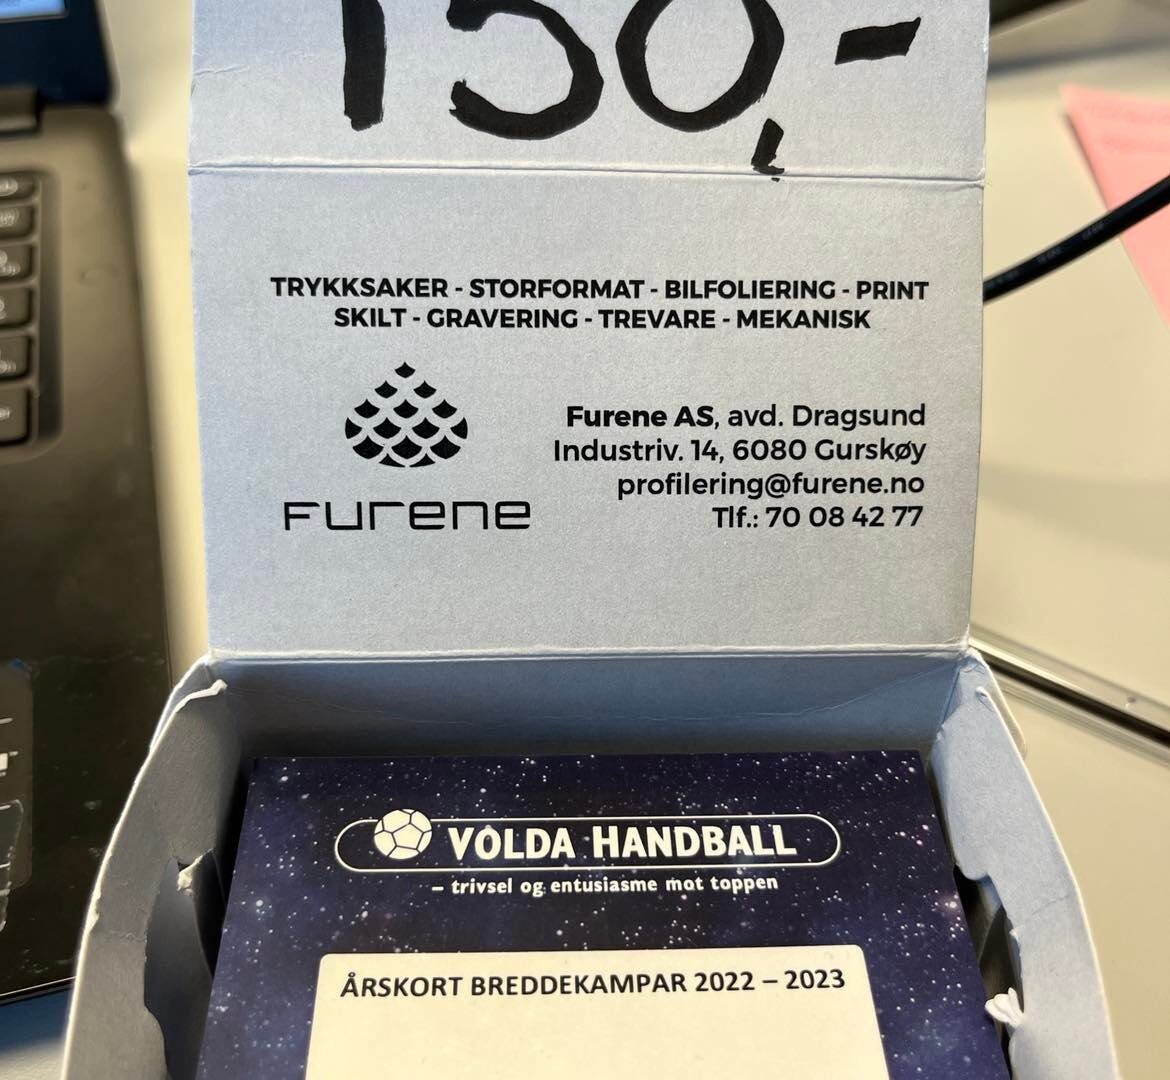 150,-
TRYKKSAKER - STORFORMAT - BILFOLIERING - PRINT
SKILT - GRAVERING - TREVARE - MEKANISK
Furene AS, avd. Dragsund
Industriv. 14, 6080 Gurskøy
profilering@furene.no
Tlf.: 70 08 42 77
Furene
VOLDA HANDBALL
– trivsel og entusiasme mot toppen
ÅRSKORT BREDDEKAMPAR 2022 – 2023